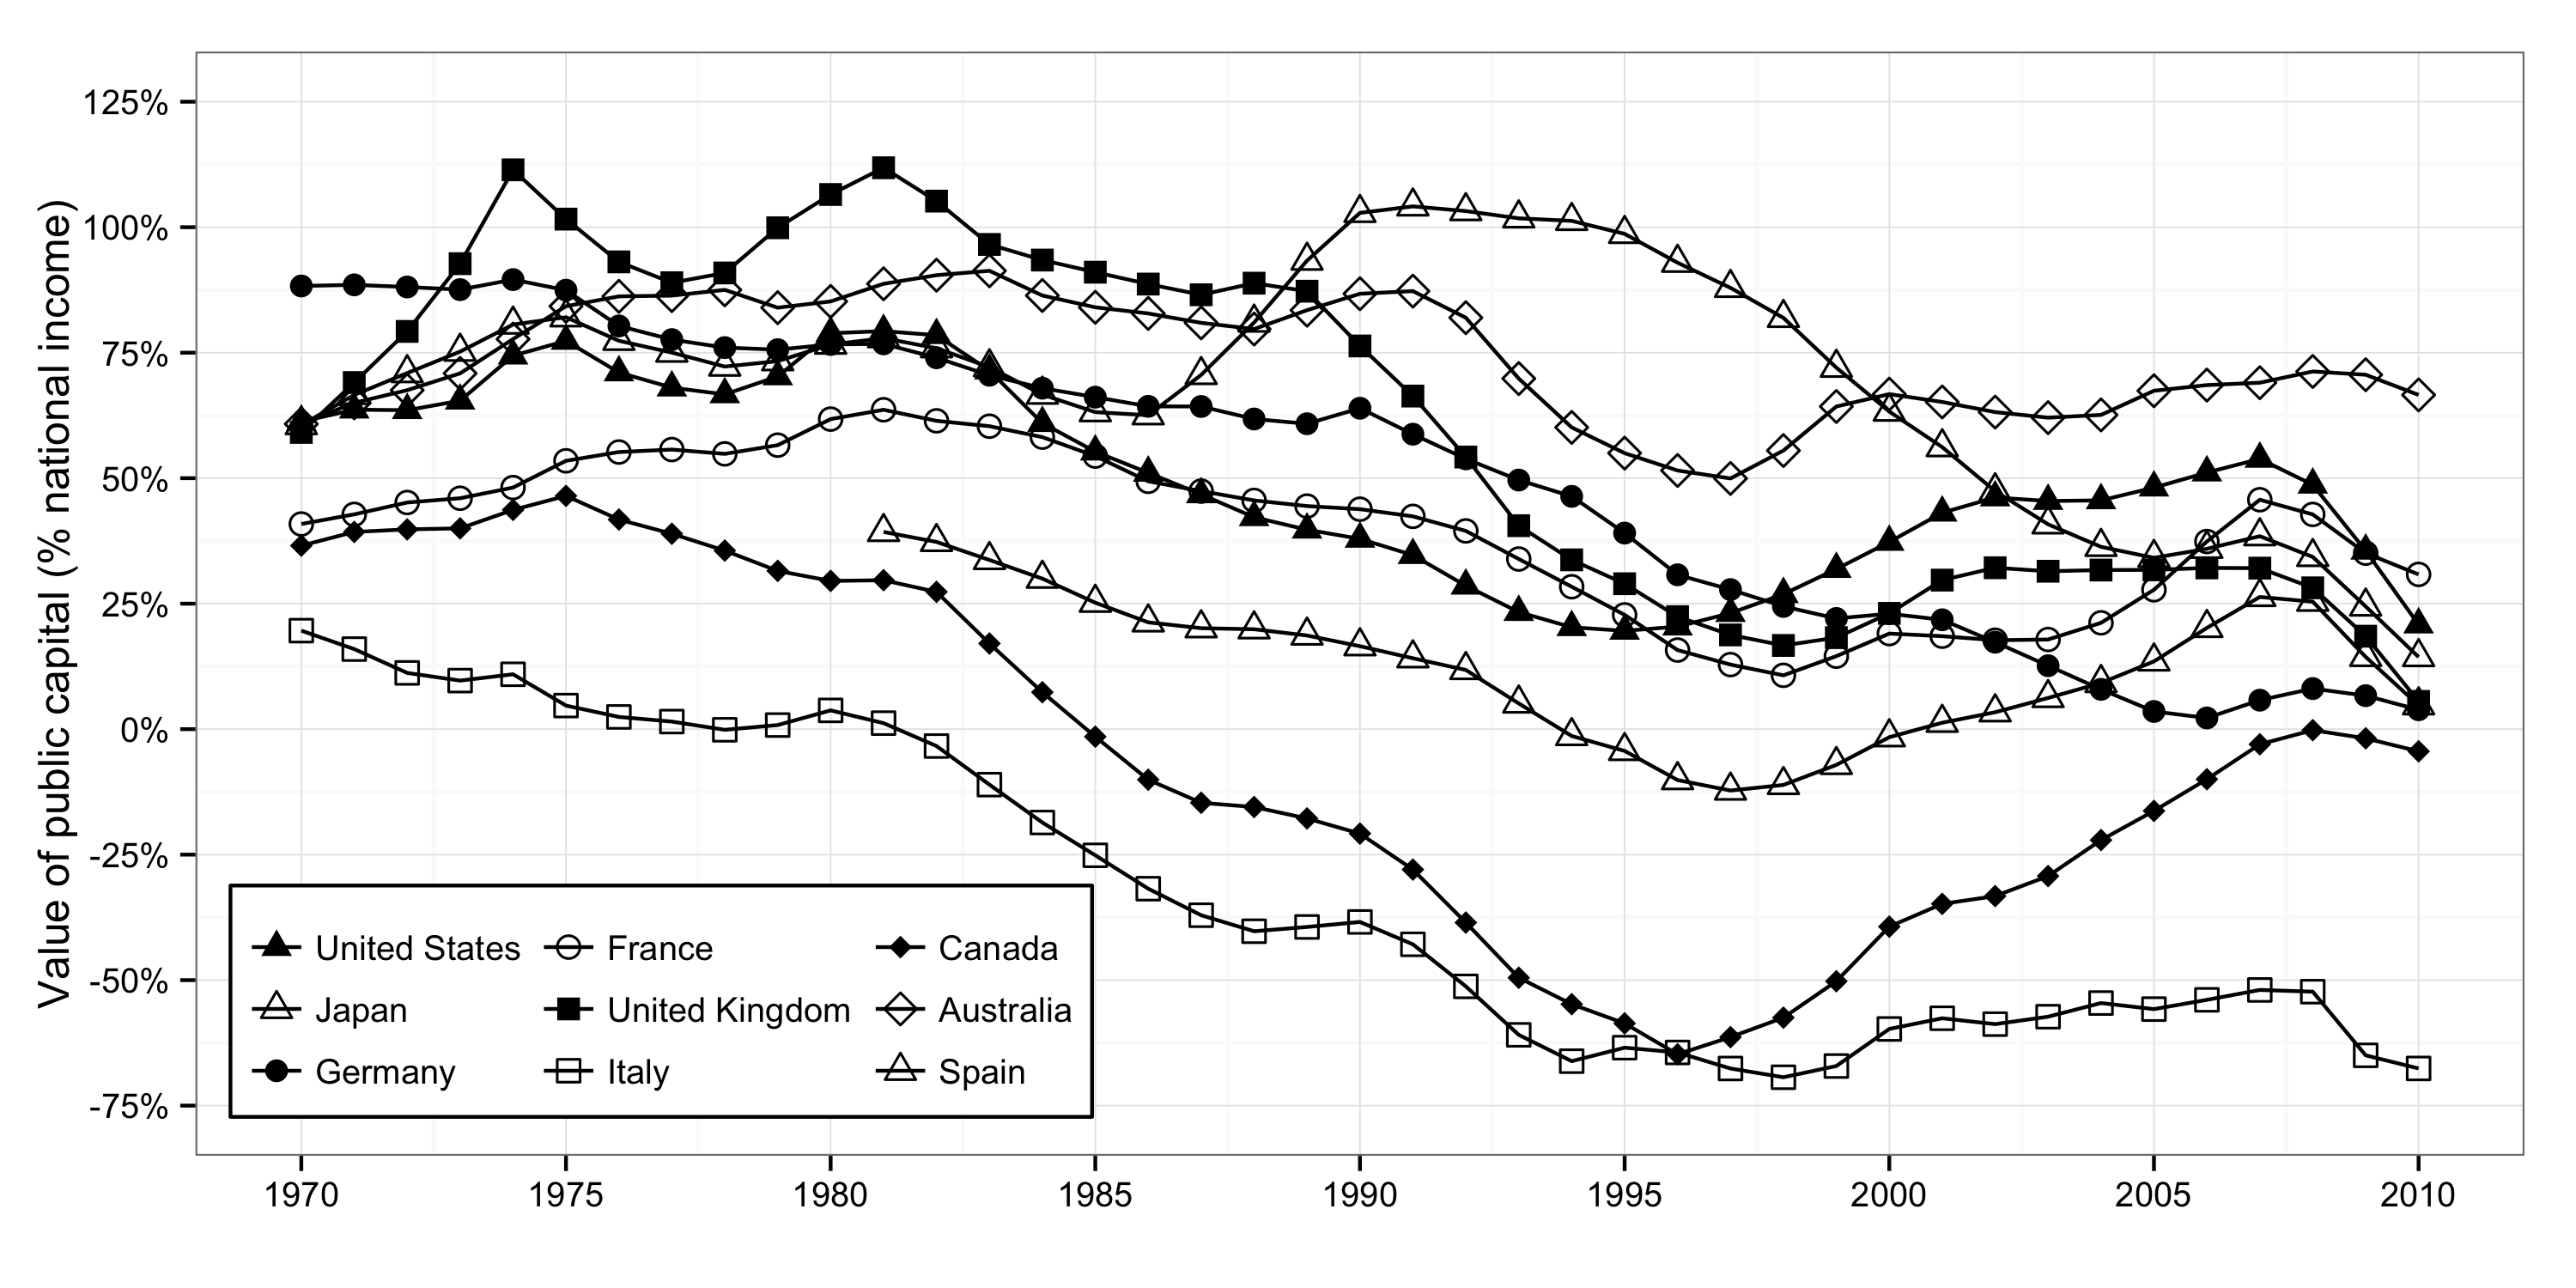 Value of public capital (% national income)
125%
100%
75%
50%
25%
0%
-25%
-50%
-75%
United States France Canada
Japan United Kingdom Australia
Germany Italy Spain
1970 1975 1980 1985 1990 1995 2000 2005 2010